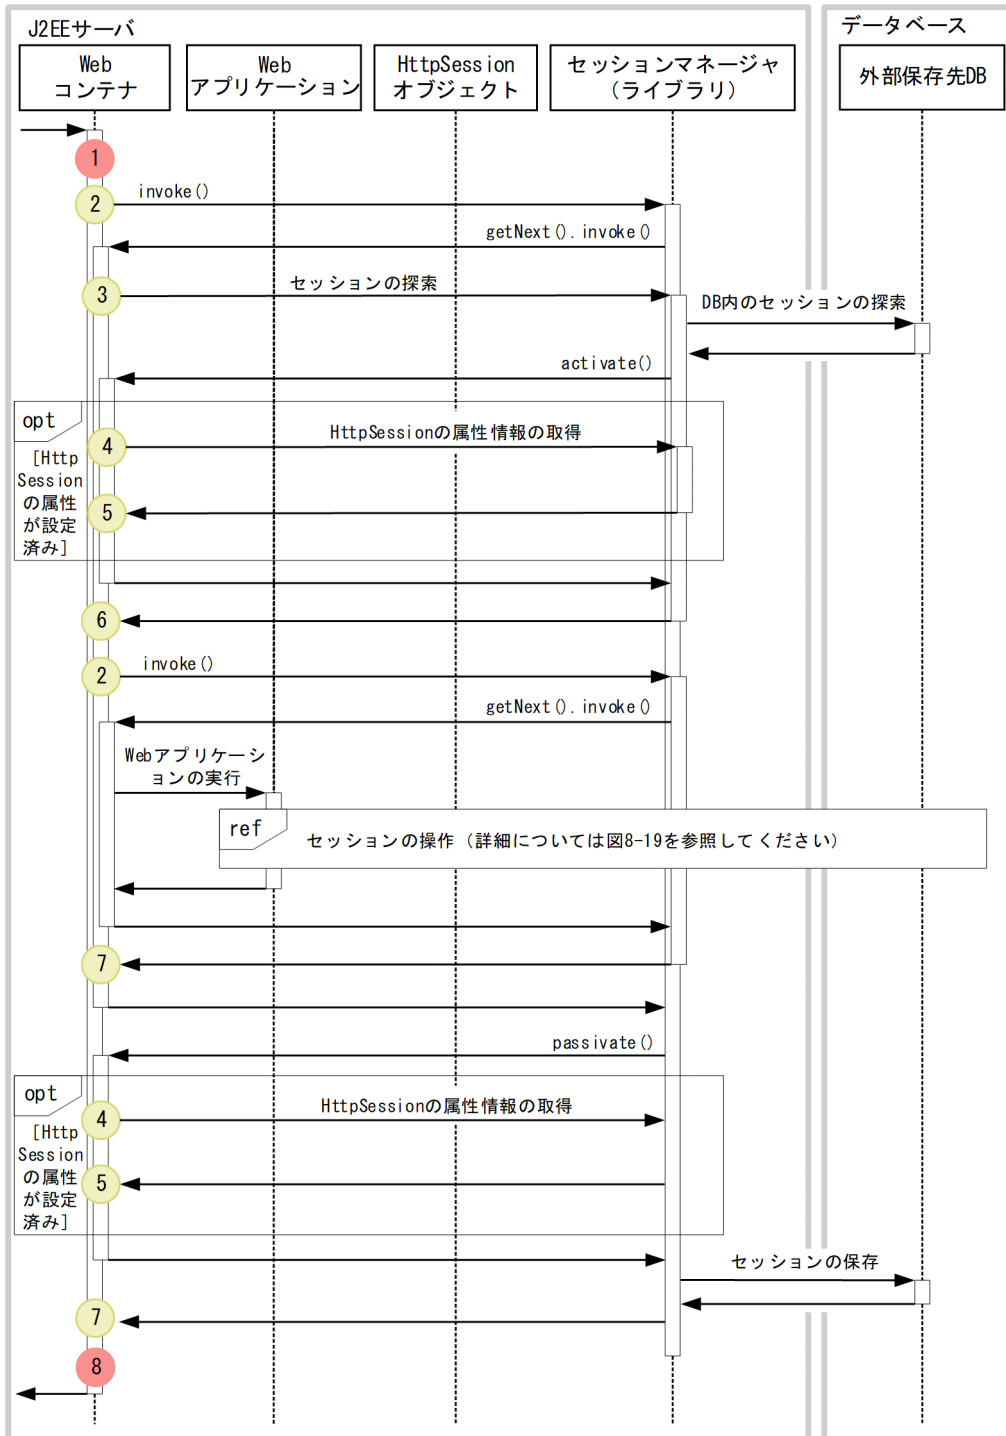 J2EEサーバ
データベース
Web
コンテナ
Web
アプリケーション
HttpSession
オブジェクト
セッションマネージャ
(ライブラリ)
外部保存先DB
1
2
invoke()
getNext().invoke()
3
セッションの探索
DB内のセッションの探索
activate()
opt
[Http
Session
の属性
が設定
済み]
4
HttpSessionの属性情報の取得
5
6
2
invoke()
getNext().invoke()
Webアプリケーシ
ョンの実行
ref
セッションの操作(詳細については図8-19を参照してください)
7
passivate()
opt
[Http
Session
の属性
が設定
済み]
4
HttpSessionの属性情報の取得
5
セッションの保存
7
8